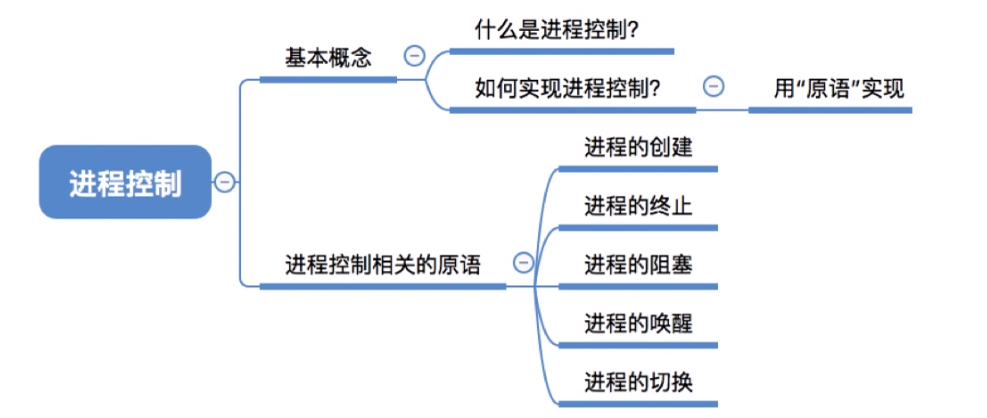 什么是进程控制？
基本概念
如何实现进程控制？
用“原语”实现
进程控制
进程的创建
进程的终止
进程控制相关的原语
进程的阻塞
进程的唤醒
进程的切换